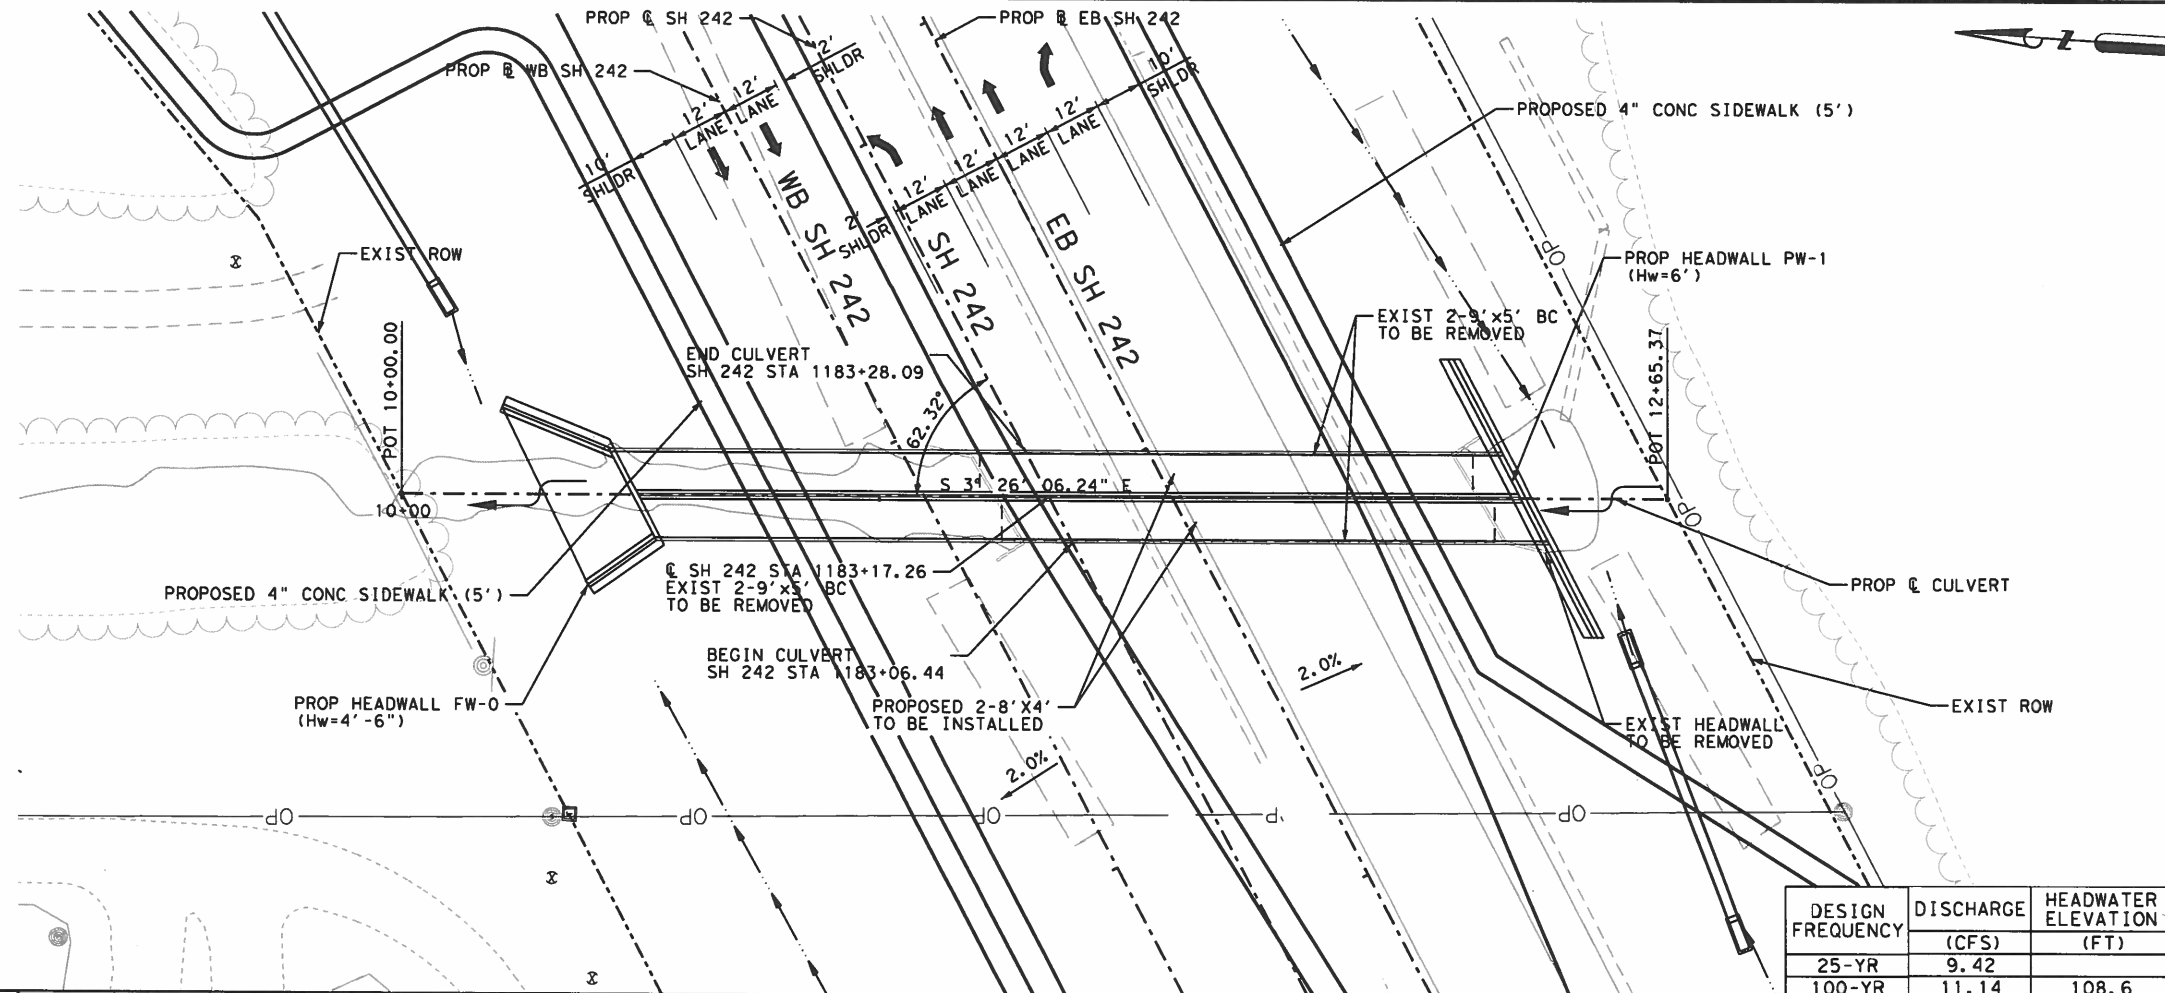 PROP ℄ SH 242
PROP B̲L EB SH 242
PROP B̲L WB SH 242
2'
SHLDR
12'
LANE
12'
LANE
10'
SHLDR
10'
SHLDR
12'
LANE
12'
LANE
12'
LANE
12'
LANE
2'
SHLDR
WB SH 242
SH 242
EB SH 242
Z
PROPOSED 4" CONC SIDEWALK (5')
EXIST ROW
PROP HEADWALL PW-1
(Hw=6')
OP
EXIST 2-9'x5' BC
TO BE REMOVED
POT 10+00.00
POT 12+65.37
END CULVERT
SH 242 STA 1183+28.09
62.32°
S 3° 26' 06.24" E
10+00
OP
℄ SH 242 STA 1183+17.26
EXIST 2-9'x5' BC
TO BE REMOVED
PROPOSED 4" CONC SIDEWALK (5')
PROP ℄ CULVERT
BEGIN CULVERT
SH 242 STA 1183+06.44
2.0%
PROP HEADWALL FW-0
(Hw=4'-6")
PROPOSED 2-8'X4'
TO BE INSTALLED
EXIST ROW
EXIST HEADWALL
TO BE REMOVED
2.0%
OP
OP
OP
OP
OP
DESIGN FREQUENCY
DISCHARGE
HEADWATER ELEVATION
(CFS)
(FT)
25-YR
9.42
100-YR
11.14
108.6